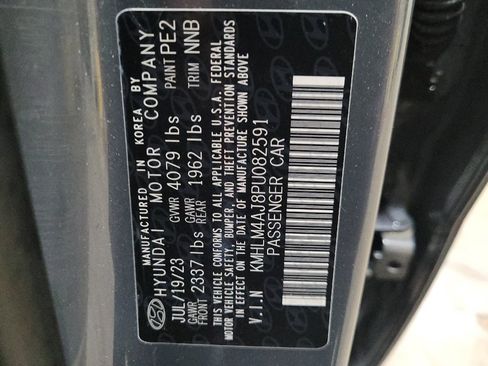 MANUFACTURED IN KOREA BY
HYUNDAI MOTOR COMPANY
JUL/19/23 GVWR 4079 lbs PAINT PE2
GAWR FRONT 2337 lbs GAWR REAR 1962 lbs TRIM NNB
THIS VEHICLE CONFORMS TO ALL APPLICABLE U.S.A. FEDERAL
MOTOR VEHICLE SAFETY, BUMPER, AND THEFT PREVENTION STANDARDS
IN EFFECT ON THE DATE OF MANUFACTURE SHOWN ABOVE
V.I.N KMHLM4AJ8PU082591
PASSENGER CAR